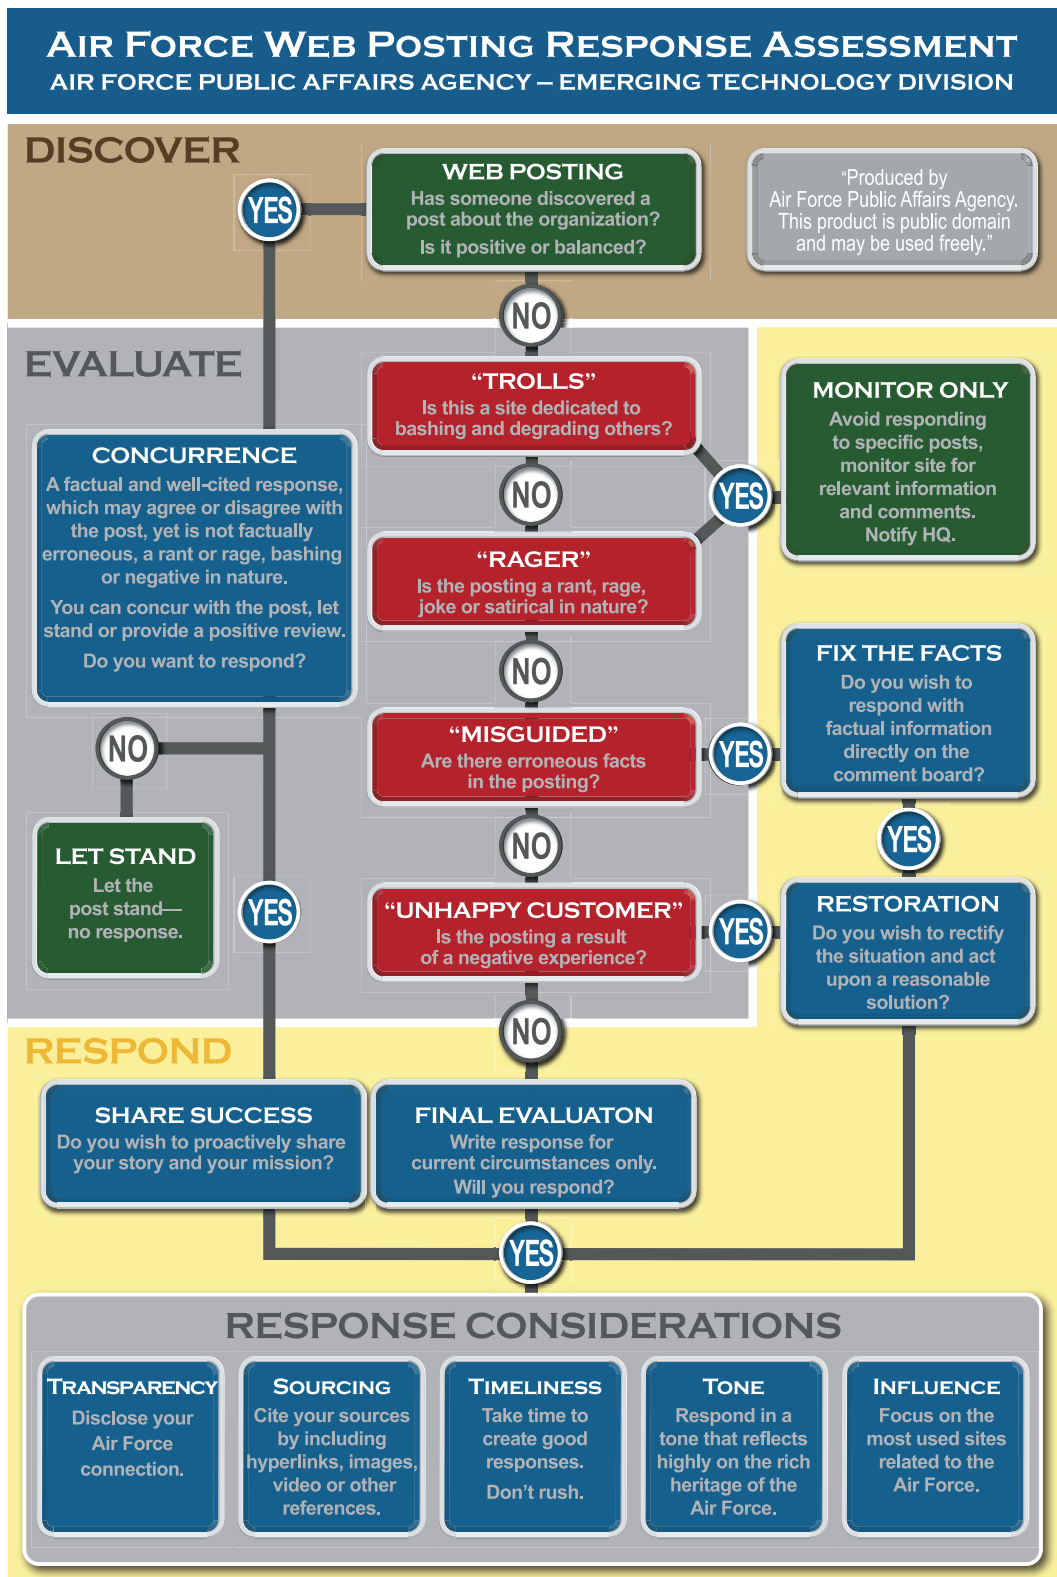 AIR FORCE WEB POSTING RESPONSE ASSESSMENT
AIR FORCE PUBLIC AFFAIRS AGENCY – EMERGING TECHNOLOGY DIVISION
DISCOVER
WEB POSTING
Has someone discovered a
post about the organization?
Is it positive or balanced?
YES
“Produced by
Air Force Public Affairs Agency.
This product is public domain
and may be used freely.”
NO
EVALUATE
“TROLLS”
Is this a site dedicated to
bashing and degrading others?
NO
YES
MONITOR ONLY
Avoid responding
to specific posts,
monitor site for
relevant information
and comments.
Notify HQ.
CONCURRENCE
A factual and well-cited response,
which may agree or disagree with
the post, yet is not factually
erroneous, a rant or rage, bashing
or negative in nature.
You can concur with the post, let
stand or provide a positive review.
Do you want to respond?
“RAGER”
Is the posting a rant, rage,
joke or satirical in nature?
NO
FIX THE FACTS
Do you wish to
respond with
factual information
directly on the
comment board?
NO
“MISGUIDED”
Are there erroneous facts
in the posting?
YES
NO
YES
LET STAND
Let the
post stand—
no response.
YES
“UNHAPPY CUSTOMER”
Is the posting a result
of a negative experience?
YES
RESTORATION
Do you wish to rectify
the situation and act
upon a reasonable
solution?
NO
RESPOND
SHARE SUCCESS
Do you wish to proactively share
your story and your mission?
FINAL EVALUATON
Write response for
current circumstances only.
Will you respond?
YES
RESPONSE CONSIDERATIONS
TRANSPARENCY
Disclose your
Air Force
connection.
SOURCING
Cite your sources
by including
hyperlinks, images,
video or other
references.
TIMELINESS
Take time to
create good
responses.
Don’t rush.
TONE
Respond in a
tone that reflects
highly on the rich
heritage of the
Air Force.
INFLUENCE
Focus on the
most used sites
related to the
Air Force.